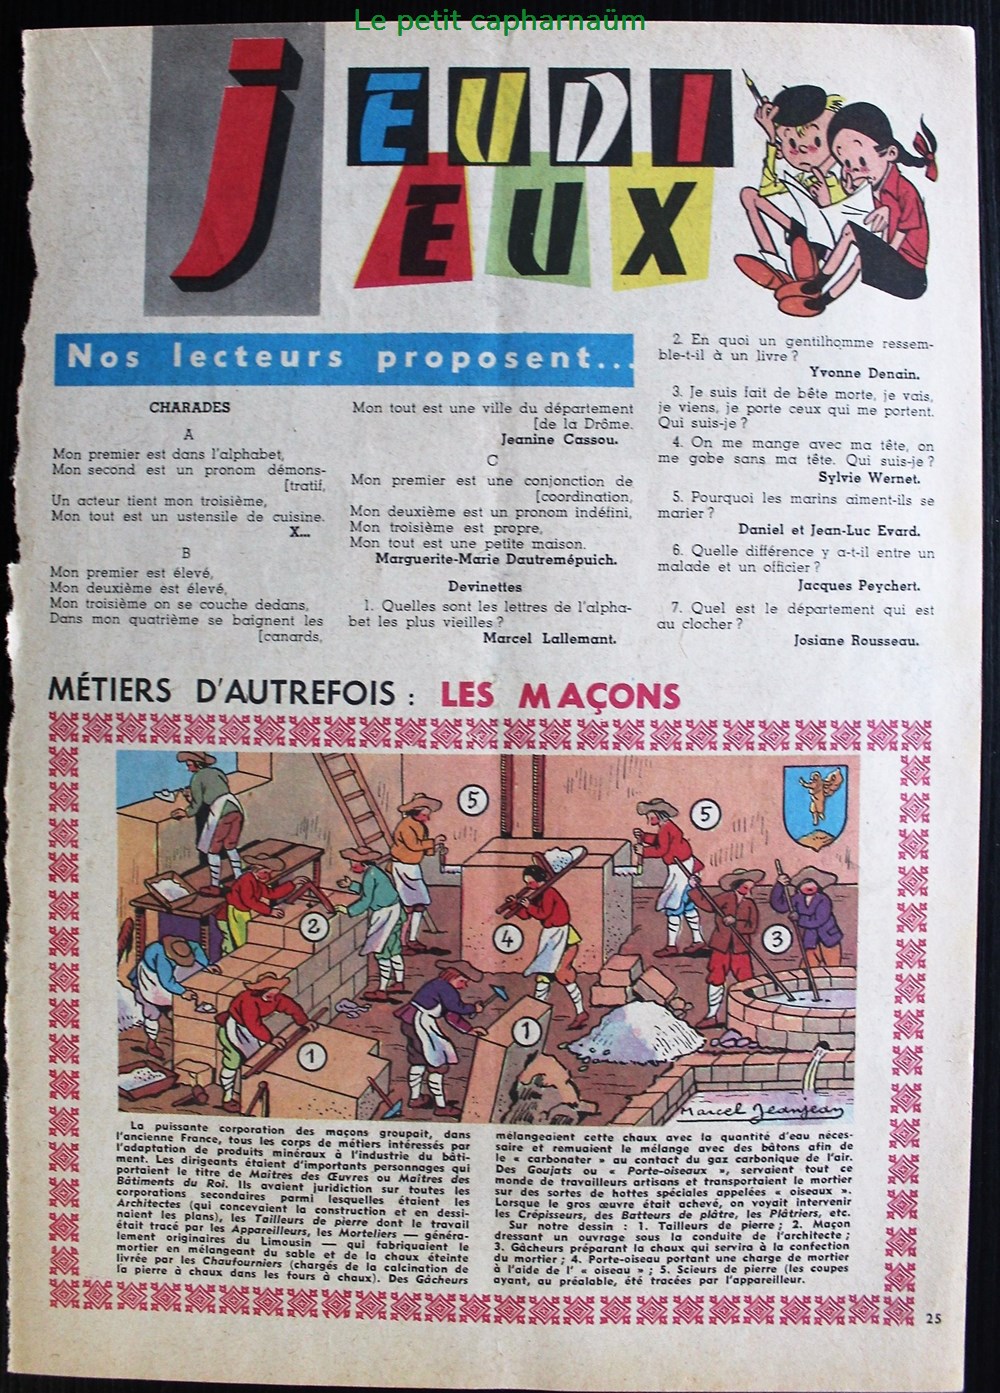 Le petit capharnaüm
jEUDI
EUX
Nos lecteurs proposent...
CHARADES
A
Mon premier est dans l'alphabet,
Mon second est un pronom démons-
[tratif,
Un acteur tient mon troisième,
Mon tout est un ustensile de cuisine.
X...
B
Mon premier est élevé,
Mon deuxième est élevé,
Mon troisième on se couche dedans,
Dans mon quatrième se baignent les
[canards,
Mon tout est une ville du département
[de la Drôme.
Jeanine Cassou.
C
Mon premier est une conjonction de
[coordination,
Mon deuxième est un pronom indéfini,
Mon troisième est propre,
Mon tout est une petite maison.
Marguerite-Marie Dautremépuich.
Devinettes
1. Quelles sont les lettres de l'alpha-
bet les plus vieilles ?
Marcel Lallemant.
2. En quoi un gentilhomme ressem-
ble-t-il à un livre ?
Yvonne Denain.
3. Je suis fait de bête morte, je vais,
je viens, je porte ceux qui me portent.
Qui suis-je ?
4. On me mange avec ma tête, on
me gobe sans ma tête. Qui suis-je ?
Sylvie Wernet.
5. Pourquoi les marins aiment-ils se
marier ?
Daniel et Jean-Luc Evard.
6. Quelle différence y a-t-il entre un
malade et un officier ?
Jacques Peychert.
7. Quel est le département qui est
au clocher ?
Josiane Rousseau.
MÉTIERS D'AUTREFOIS : LES MAÇONS
5
5
2
4
3
1
1
Marcel Jeanjean
La puissante corporation des maçons groupait, dans
l'ancienne France, tous les corps de métiers intéressés par
l'adaptation de produits minéraux à l'industrie du bâti-
ment. Les dirigeants étaient d'importants personnages qui
portaient le titre de Maîtres des Œuvres ou Maîtres des
Bâtiments du Roi. Ils avaient juridiction sur toutes les
corporations secondaires parmi lesquelles étaient les
Architectes (qui concevaient la construction et en dessi-
naient les plans), les Tailleurs de pierre dont le travail
était tracé par les Appareilleurs, les Morteliers — généra-
lement originaires du Limousin — qui fabriquaient le
mortier en mélangeant du sable et de la chaux éteinte
livrée par les Chaufourniers (chargés de la calcination de
la pierre à chaux dans les fours à chaux). Des Gâcheurs
mélangeaient cette chaux avec la quantité d'eau néces-
saire et remuaient le mélange avec des bâtons afin de
le « carbonater » au contact du gaz carbonique de l'air.
Des Goujats ou « Porte-oiseaux », servaient tout ce
monde de travailleurs artisans et transportaient le mortier
sur des sortes de hottes spéciales appelées « oiseaux ».
Lorsque le gros œuvre était achevé, on voyait intervenir
les Crépisseurs, des Batteurs de plâtre, les Plâtriers, etc.
Sur notre dessin : 1. Tailleurs de pierre ; 2. Maçon
dressant un ouvrage sous la conduite de l'architecte ;
3. Gâcheurs préparant la chaux qui servira à la confection
du mortier ; 4. Porte-oiseau portant une charge de mortier
à l'aide de l' « oiseau » ; 5. Scieurs de pierre (les coupes
ayant, au préalable, été tracées par l'appareilleur.
25